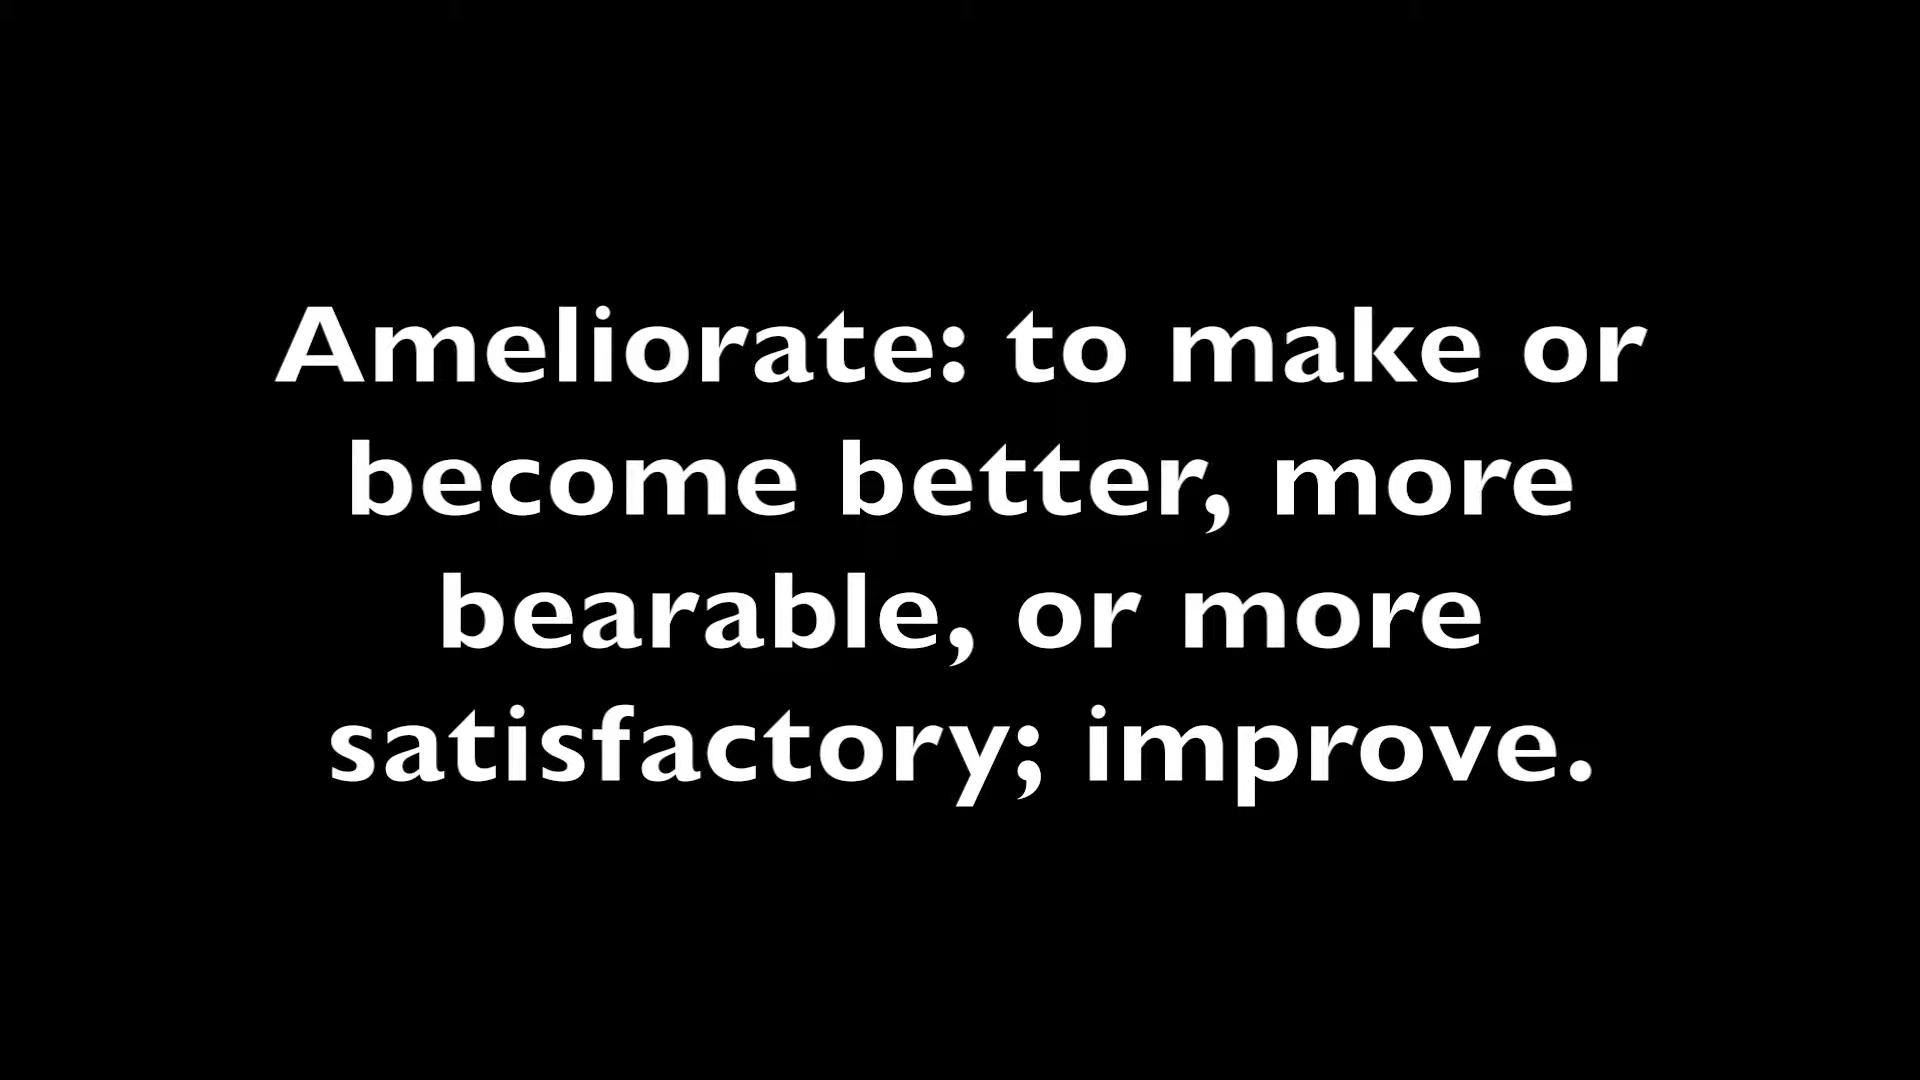 Ameliorate: to make or
become better, more
bearable, or more
satisfactory; improve.